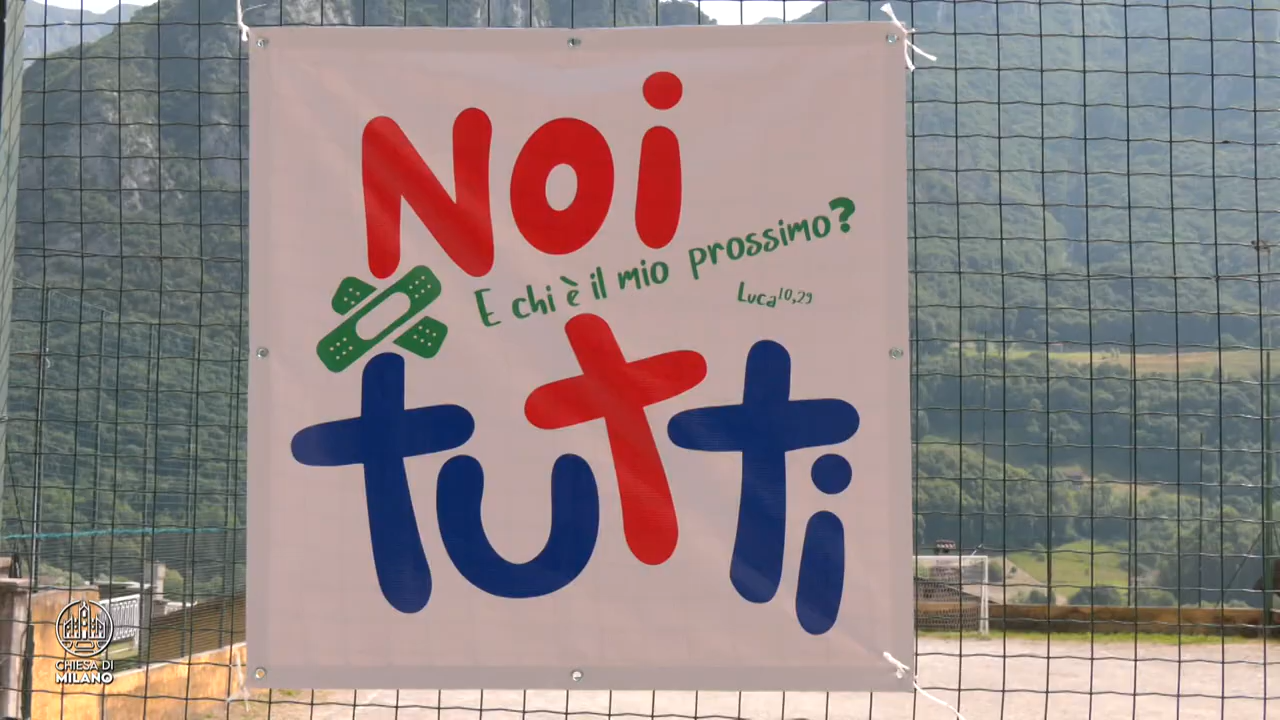 Noi
E chi è il mio prossimo?
Luca 10,29
tutti
CHIESA DI
MILANO